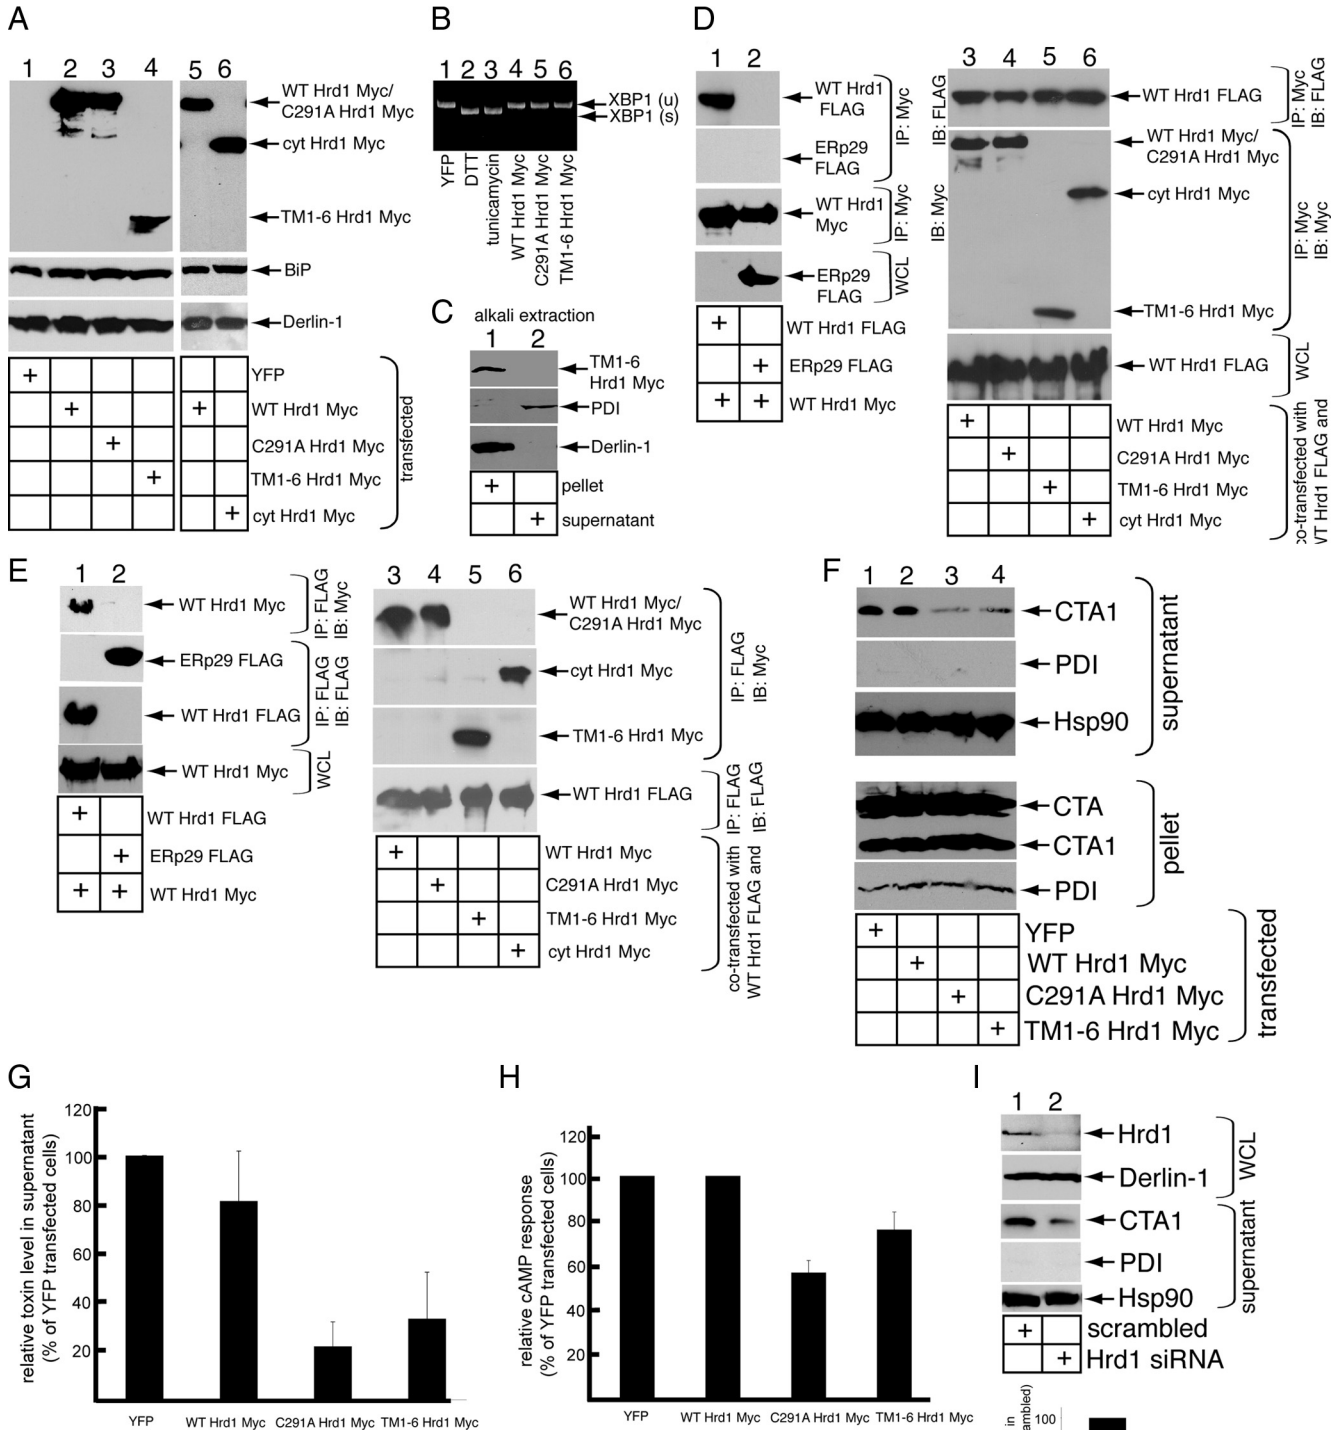 A
1 2 3 4 5 6
WT Hrd1 Myc/
C291A Hrd1 Myc
cyt Hrd1 Myc
TM1-6 Hrd1 Myc
BiP
Derlin-1
+ YFP
+ + WT Hrd1 Myc
+ C291A Hrd1 Myc
+ TM1-6 Hrd1 Myc
+ cyt Hrd1 Myc
transfected
B
1 2 3 4 5 6
XBP1 (u)
XBP1 (s)
YFP
DTT
tunicamycin
WT Hrd1 Myc
C291A Hrd1 Myc
TM1-6 Hrd1 Myc
C
alkali extraction
1 2
TM1-6
Hrd1 Myc
PDI
Derlin-1
+ pellet
+ supernatant
D
1 2
WT Hrd1
FLAG
ERp29
FLAG
IP: Myc
IB: FLAG
WT Hrd1
Myc
IP: Myc
IB: Myc
ERp29
FLAG
WCL
+ WT Hrd1 FLAG
+ ERp29 FLAG
+ + WT Hrd1 Myc
3 4 5 6
WT Hrd1 FLAG
IP: Myc
IB: FLAG
WT Hrd1 Myc/
C291A Hrd1 Myc
cyt Hrd1 Myc
TM1-6 Hrd1 Myc
IP: Myc
IB: Myc
WT Hrd1 FLAG
WCL
+ WT Hrd1 Myc
+ C291A Hrd1 Myc
+ TM1-6 Hrd1 Myc
+ cyt Hrd1 Myc
co-transfected with
WT Hrd1 FLAG and
E
1 2
WT Hrd1 Myc
IP: FLAG
IB: Myc
ERp29 FLAG
WT Hrd1 FLAG
IP: FLAG
IB: FLAG
WT Hrd1 Myc
WCL
+ WT Hrd1 FLAG
+ ERp29 FLAG
+ + WT Hrd1 Myc
3 4 5 6
WT Hrd1 Myc/
C291A Hrd1 Myc
cyt Hrd1 Myc
TM1-6 Hrd1 Myc
IP: FLAG
IB: Myc
WT Hrd1 FLAG
IP: FLAG
IB: FLAG
+ WT Hrd1 Myc
+ C291A Hrd1 Myc
+ TM1-6 Hrd1 Myc
+ cyt Hrd1 Myc
co-transfected with
WT Hrd1 FLAG and
F
1 2 3 4
CTA1
PDI
Hsp90
supernatant
CTA
CTA1
PDI
pellet
+ YFP
+ WT Hrd1 Myc
+ C291A Hrd1 Myc
+ TM1-6 Hrd1 Myc
transfected
G
relative toxin level in supernatant
(% of YFP transfected cells)
120
100
80
60
40
20
YFP WT Hrd1 Myc C291A Hrd1 Myc TM1-6 Hrd1 Myc
H
relative cAMP response
(% of YFP transfected cells)
120
100
80
60
40
20
YFP WT Hrd1 Myc C291A Hrd1 Myc TM1-6 Hrd1 Myc
I
1 2
Hrd1
Derlin-1
WCL
CTA1
PDI
Hsp90
supernatant
+ scrambled
+ Hrd1 siRNA
in
ambled)
100